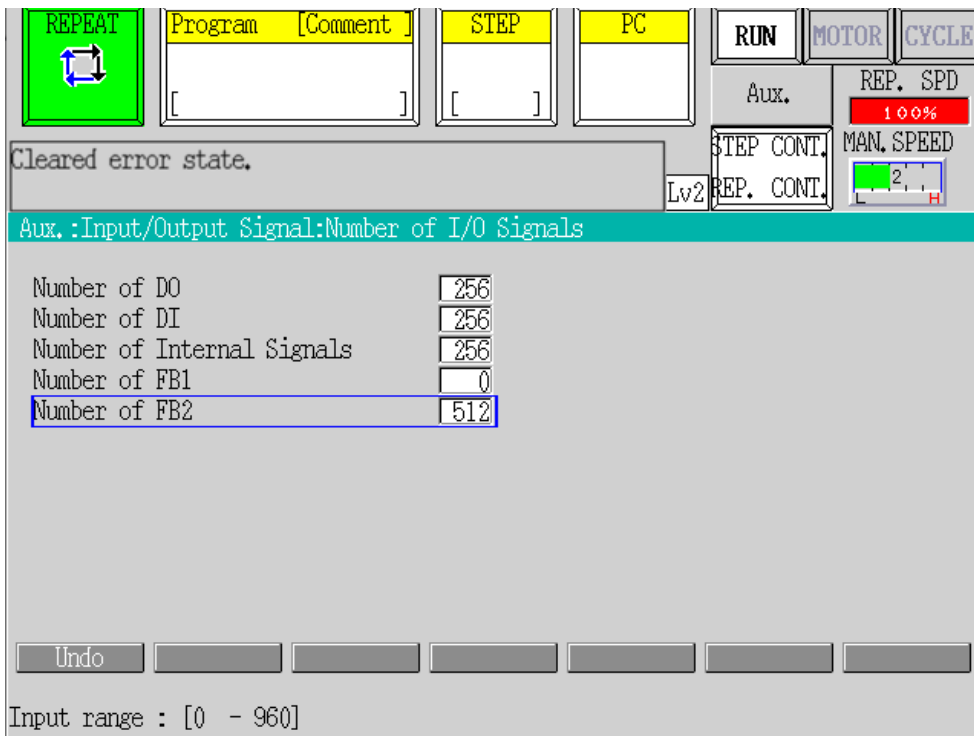 REPEAT
Program [Comment ]
[ ]
STEP
[ ]
PC
RUN
MOTOR
CYCLE
Aux.
REP. SPD
100%
STEP CONT.
REP. CONT.
MAN.SPEED
2
L H
Cleared error state.
Lv2
Aux.:Input/Output Signal:Number of I/O Signals
Number of DO 256
Number of DI 256
Number of Internal Signals 256
Number of FB1 0
Number of FB2 512
Undo
Input range : [0 - 960]